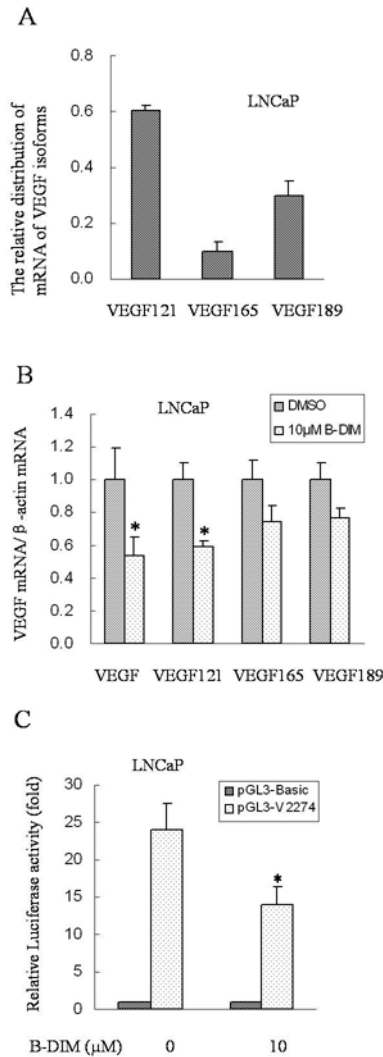 A
The relative distribution of
mRNA of VEGF isoforms
0.8
0.6
0.4
0.2
0.0
LNCaP
VEGF121 VEGF165 VEGF189
B
VEGF mRNA/β-actin mRNA
1.4
1.2
1.0
0.8
0.6
0.4
0.2
0.0
LNCaP
DMSO
10µM B-DIM
*
*
VEGF VEGF121 VEGF165 VEGF189
C
Relative Luciferase activity (fold)
30
25
20
15
10
5
0
LNCaP
pGL3-Basic
pGL3-V2274
*
B-DIM (µM) 0 10